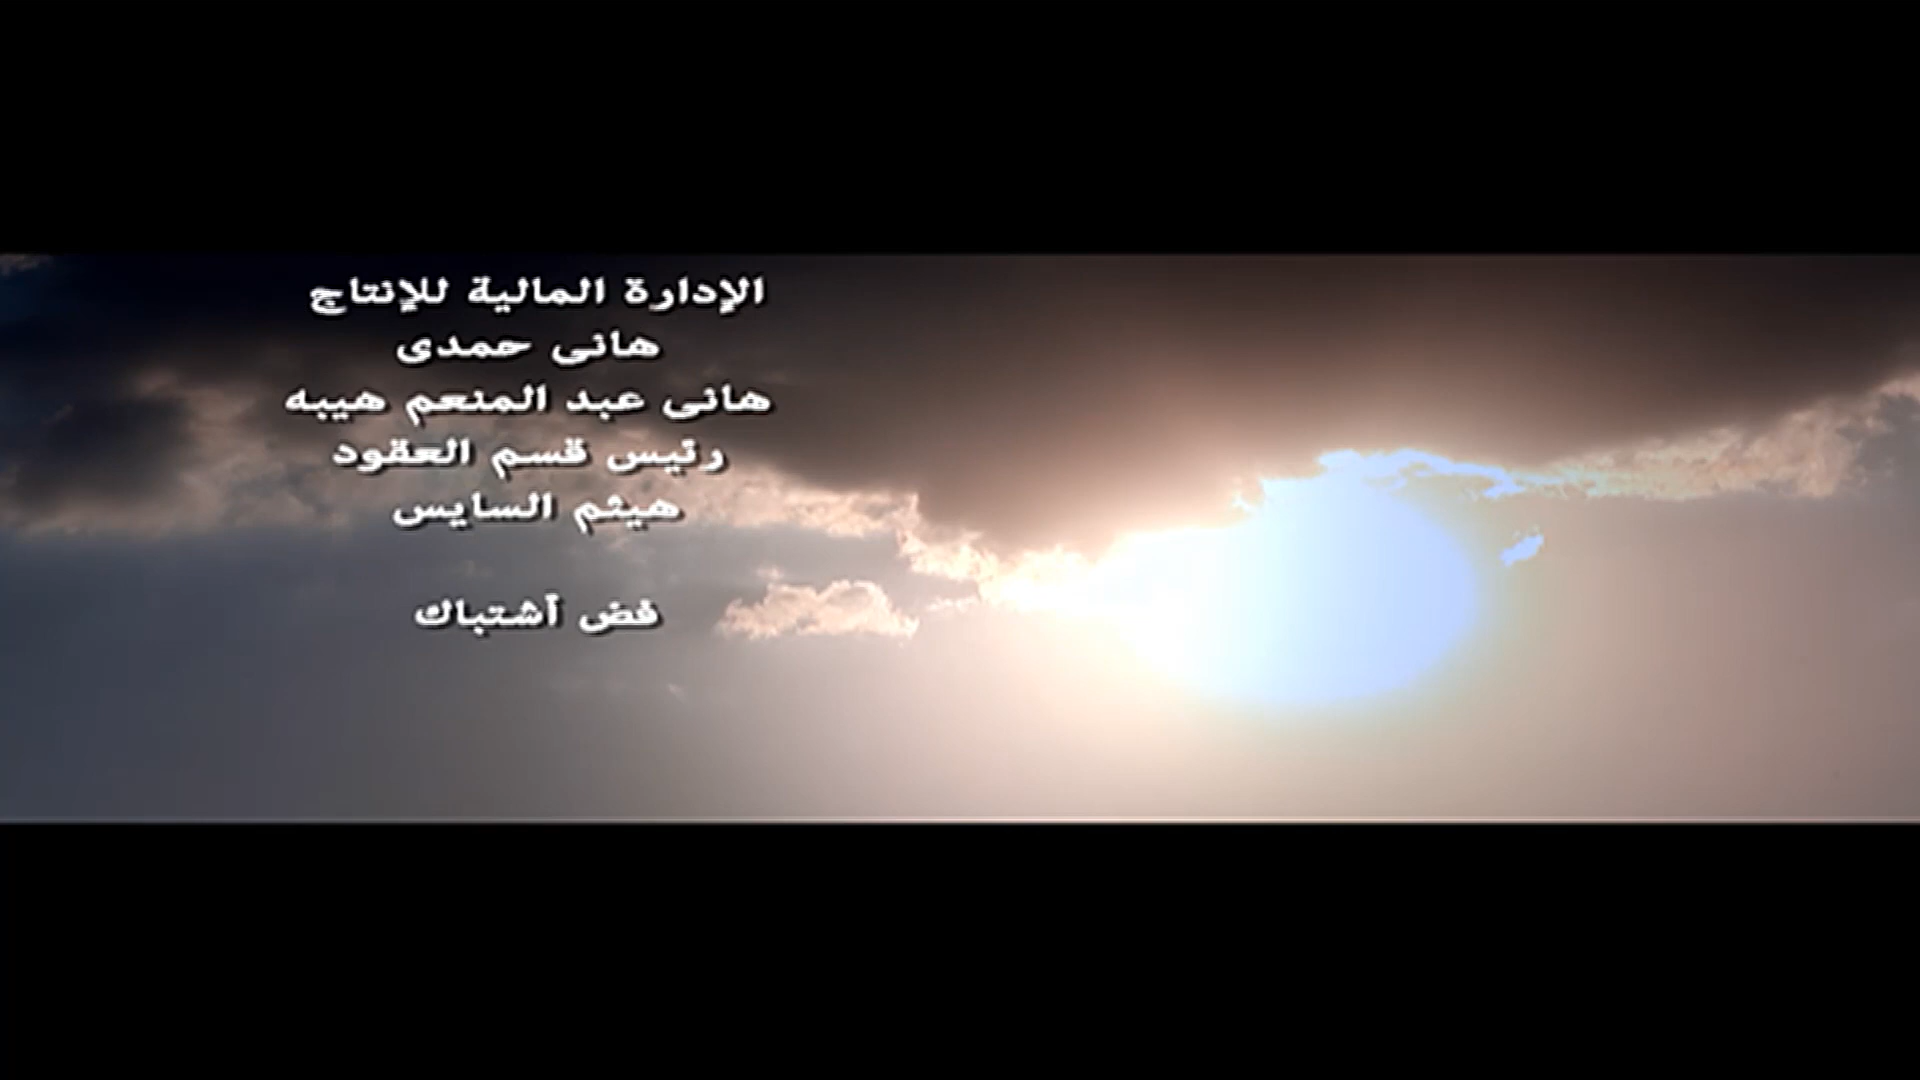 الإدارة المالية للإنتاج
هانى حمدى
هانى عبد المنعم هيبه
رئيس قسم العقود
هيثم السايس
فض أشتباك